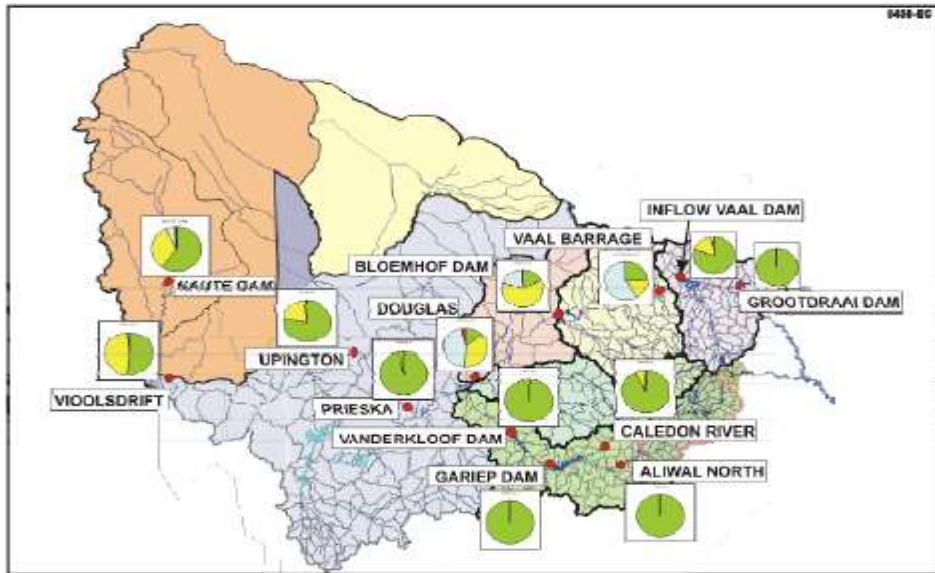 INFLOW VAAL DAM
VAAL BARRAGE
BLOEMHOF DAM
NAUTE DAM
GROOTDRAAI DAM
DOUGLAS
UPINGTON
VIOOLSDRIFT
PRIESKA
VANDERKLOOF DAM
CALEDON RIVER
GARIEP DAM
ALIWAL NORTH